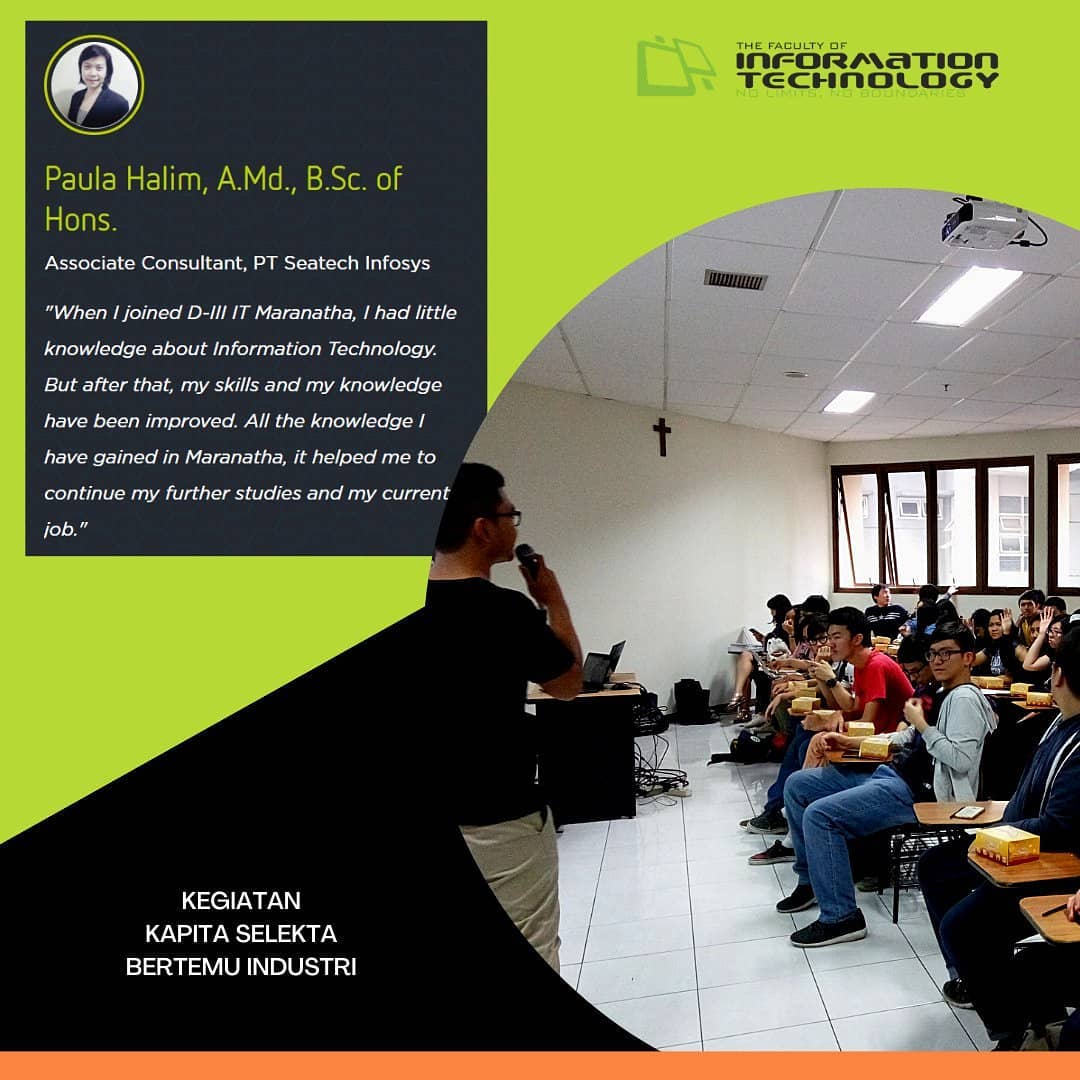 Paula Halim, A.Md., B.Sc. of
Hons.
Associate Consultant, PT Seatech Infosys
"When I joined D-III IT Maranatha, I had little
knowledge about Information Technology.
But after that, my skills and my knowledge
have been improved. All the knowledge I
have gained in Maranatha, it helped me to
continue my further studies and my current
job."
THE FACULTY OF
INFORMATION
TECHNOLOGY
NO LIMITS, NO BOUNDARIES
KEGIATAN
KAPITA SELEKTA
BERTEMU INDUSTRI